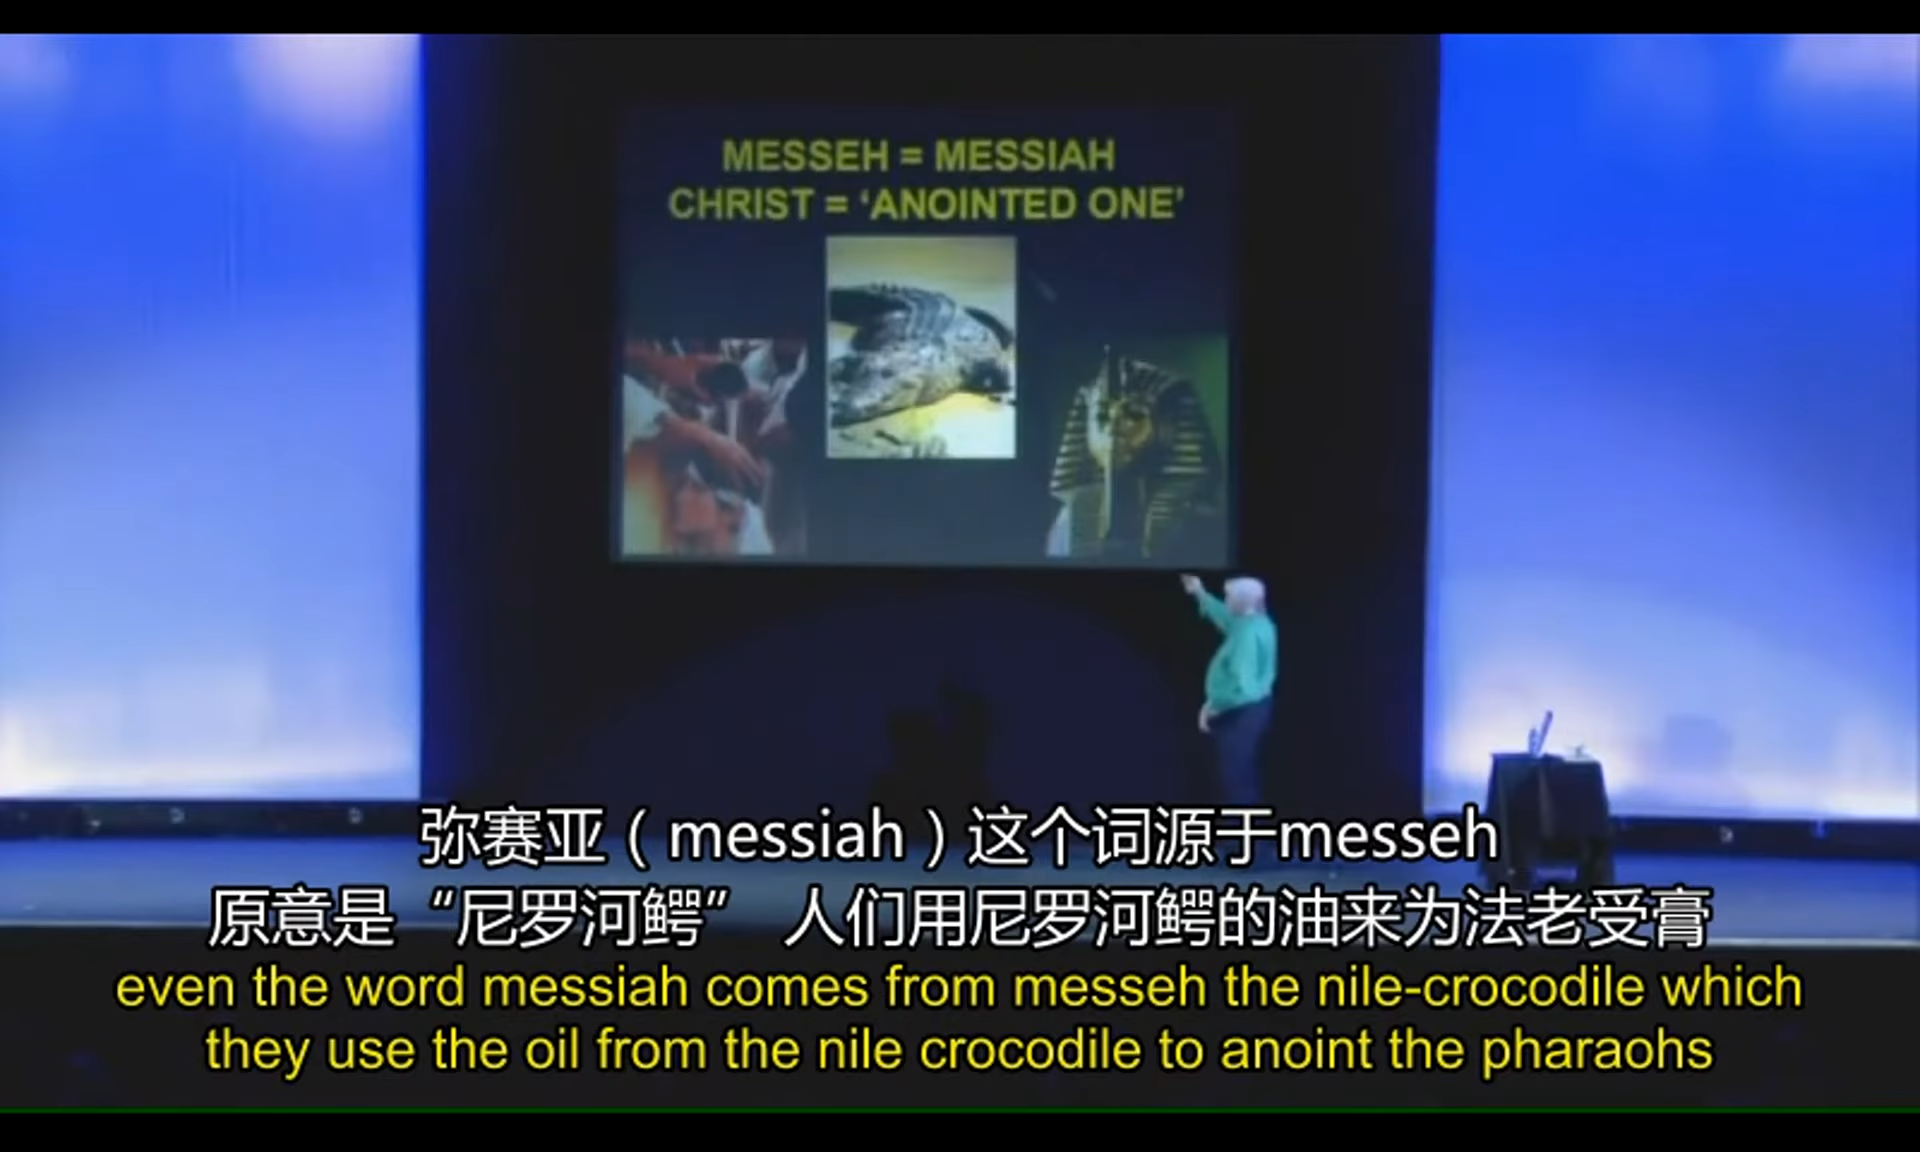 MESSEH = MESSIAH
CHRIST = ‘ANOINTED ONE’
弥赛亚（messiah）这个词源于messeh
原意是“尼罗河鳄” 人们用尼罗河鳄的油来为法老受膏
even the word messiah comes from messeh the nile-crocodile which
they use the oil from the nile crocodile to anoint the pharaohs